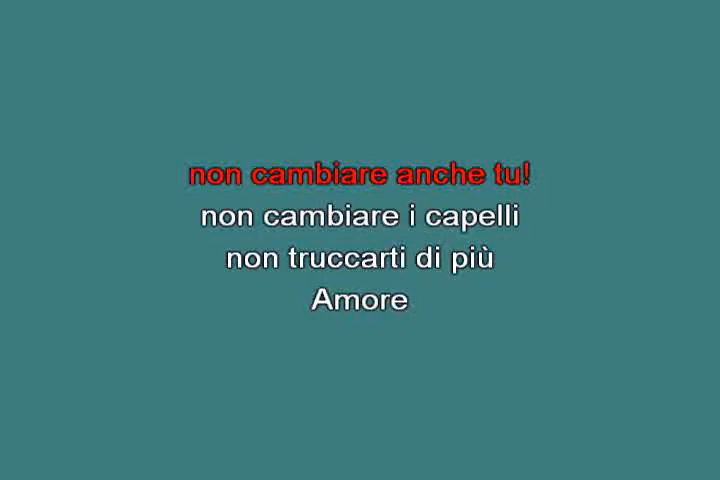 non cambiare anche tu!
non cambiare i capelli
non truccarti di più
Amore